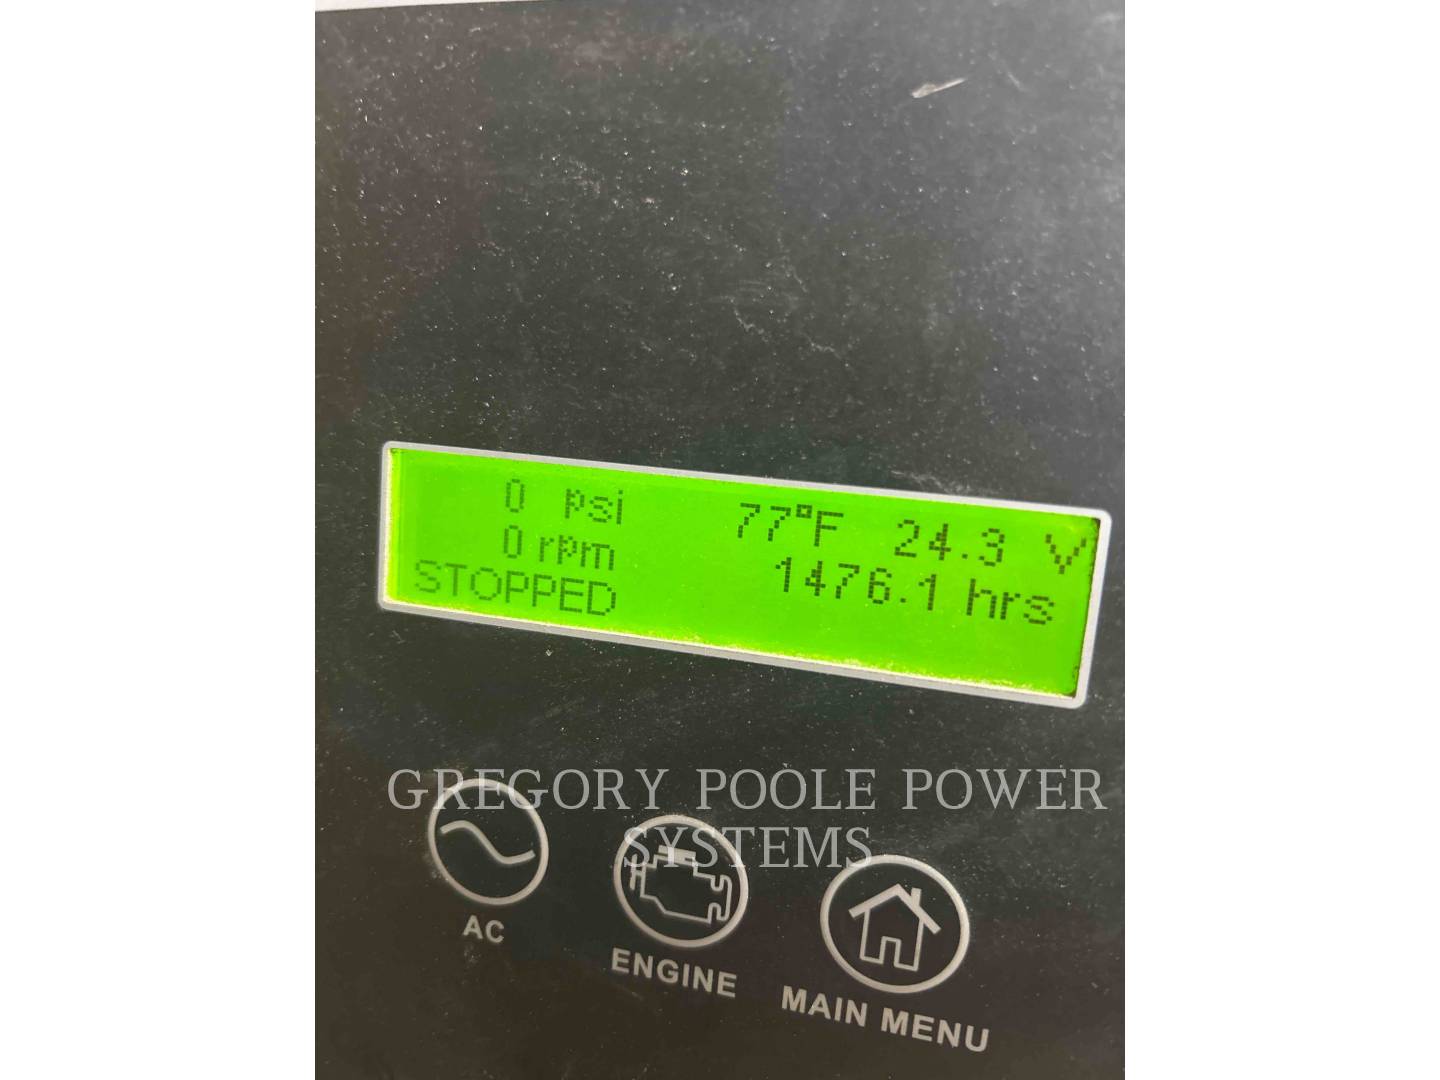 0 psi 77°F 24.3 V
0 rpm 1476.1 hrs
STOPPED
GREGORY POOLE POWER
SYSTEMS
AC
ENGINE
MAIN MENU